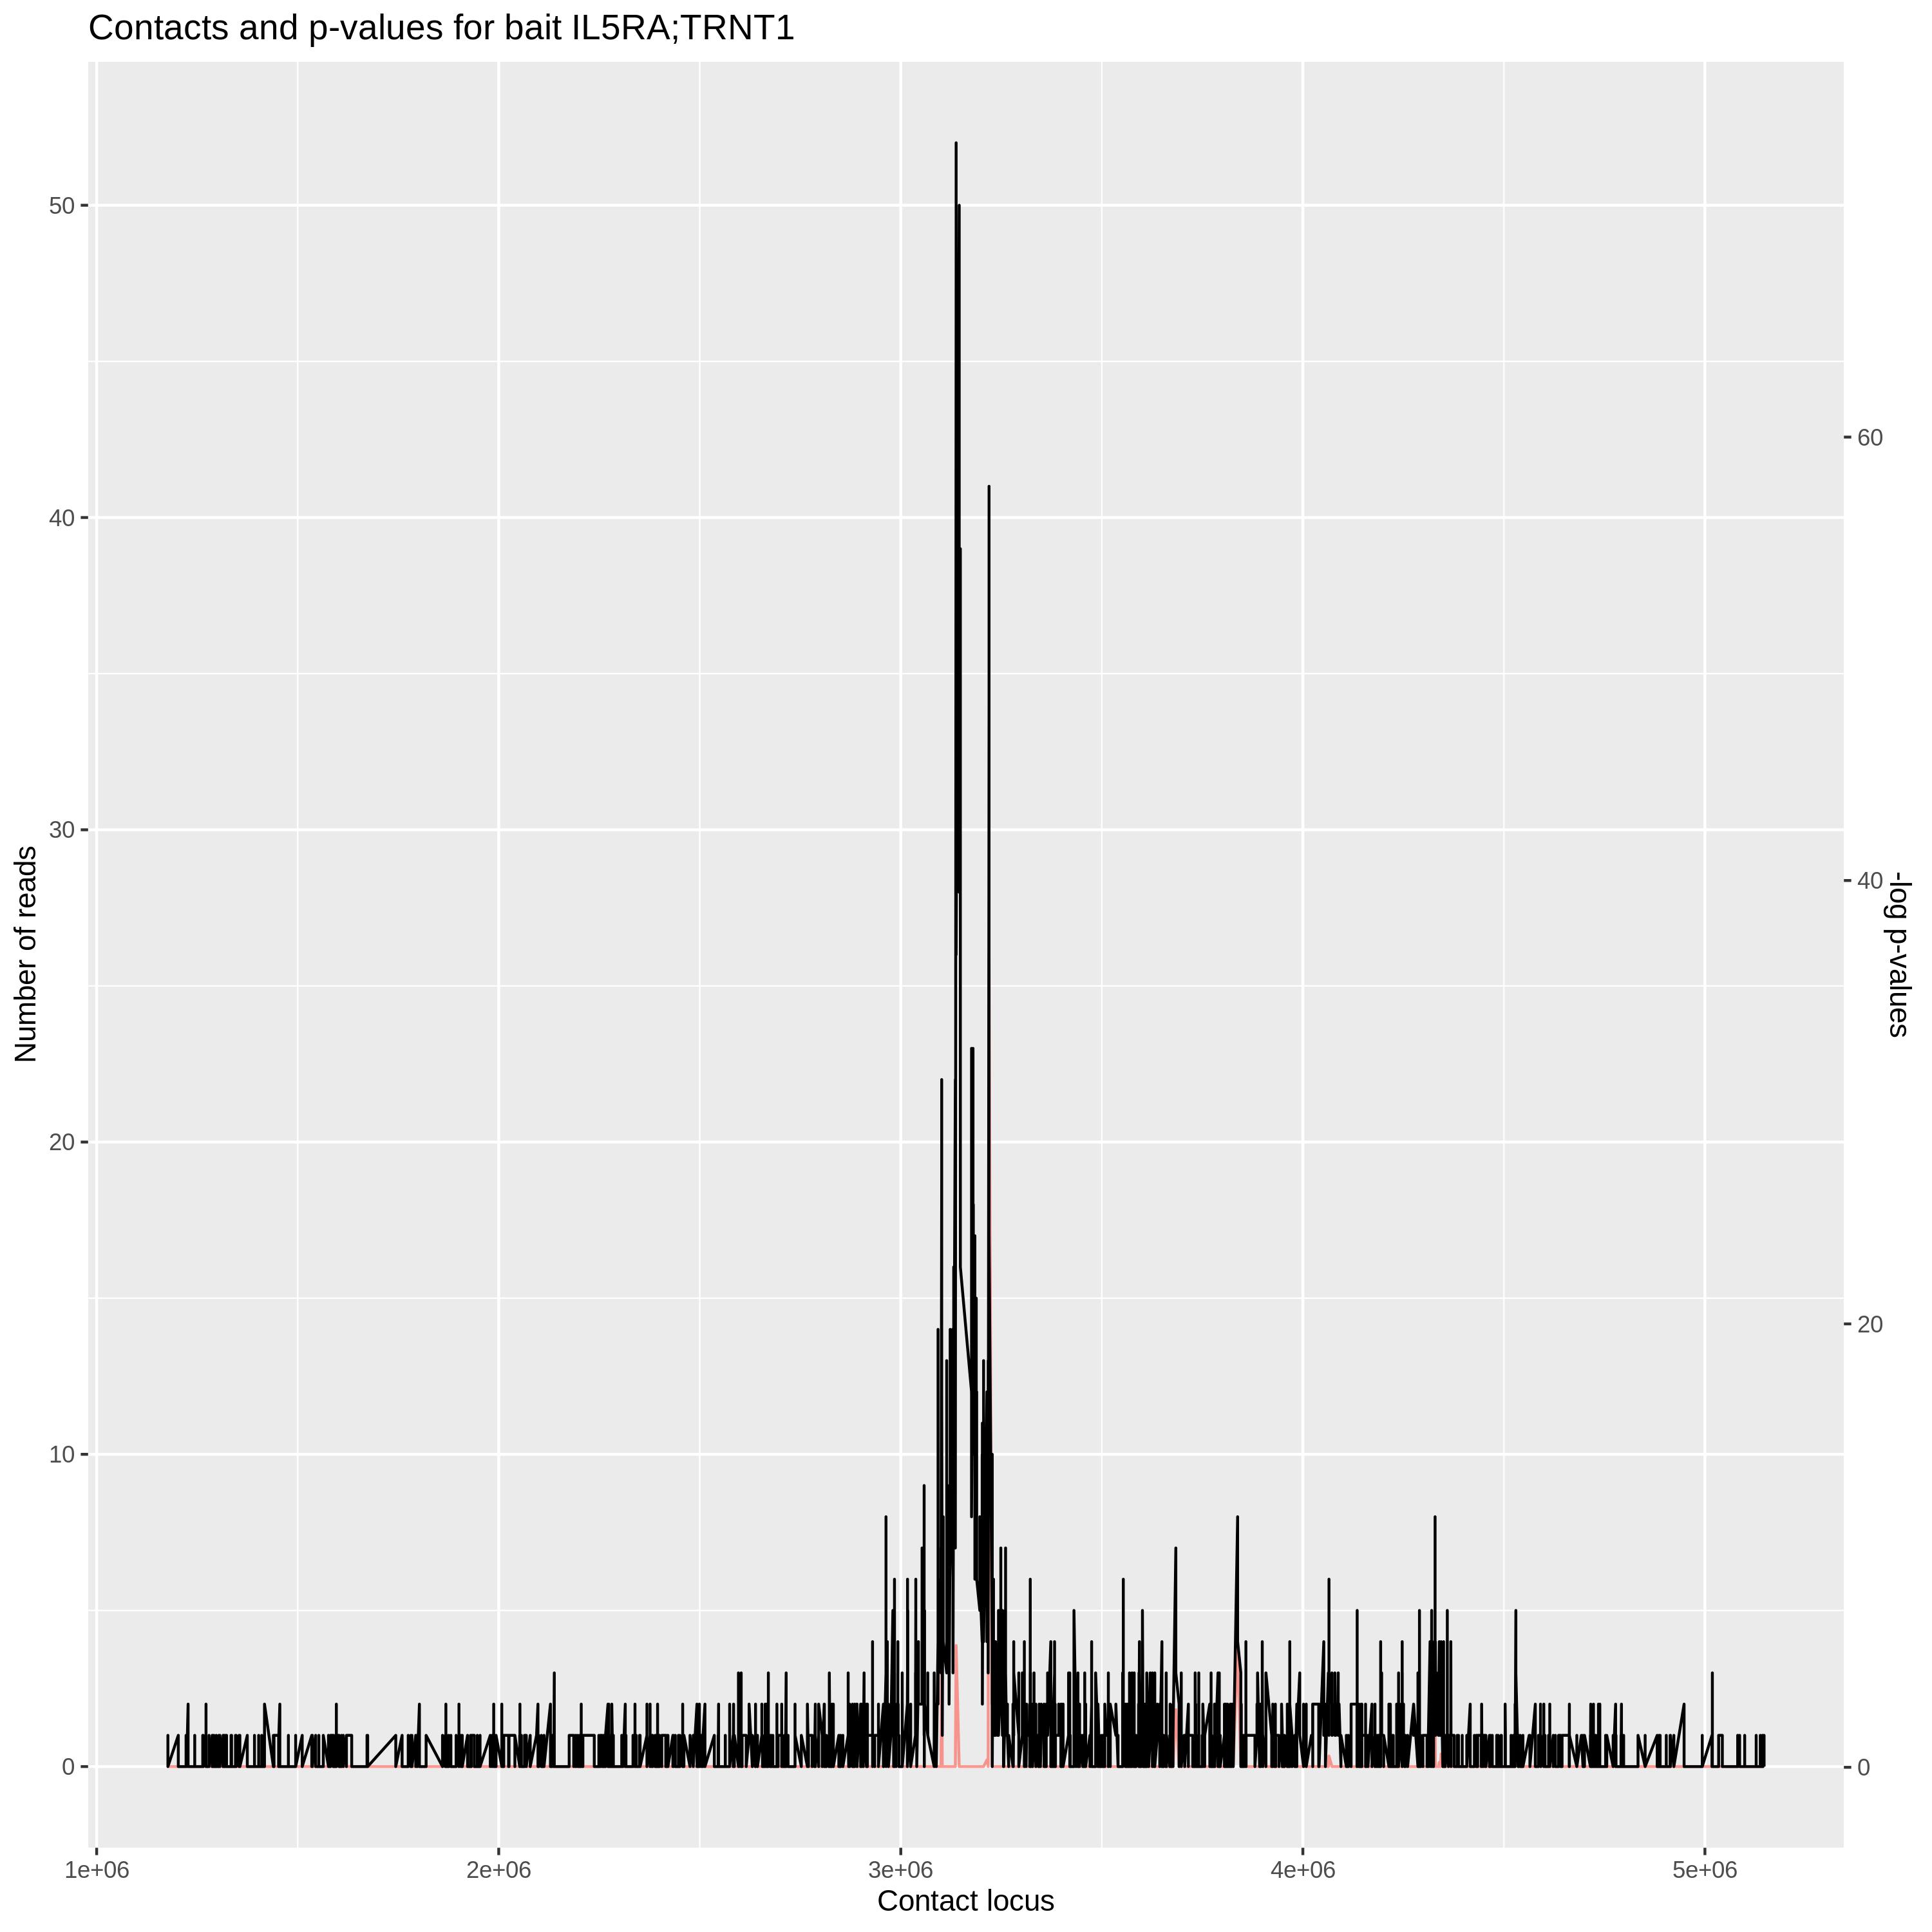 Contacts and p-values for bait IL5RA;TRNT1
50
40
30
20
10
0
Number of reads
60
40
20
0
-log p-values
1e+06
2e+06
3e+06
4e+06
5e+06
Contact locus